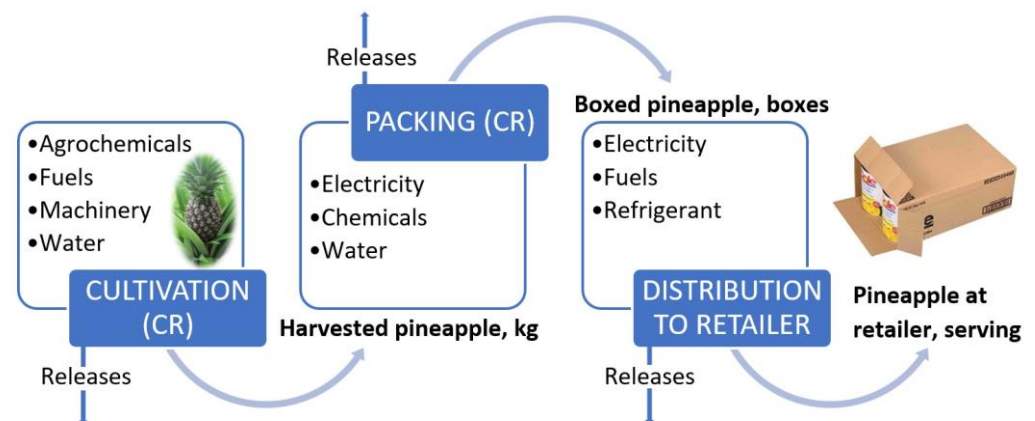 Releases
PACKING (CR)
Boxed pineapple, boxes
•Agrochemicals
•Fuels
•Machinery
•Water
CULTIVATION
(CR)
Releases
•Electricity
•Chemicals
•Water
Harvested pineapple, kg
•Electricity
•Fuels
•Refrigerant
DISTRIBUTION
TO RETAILER
Releases
Pineapple at
retailer, serving